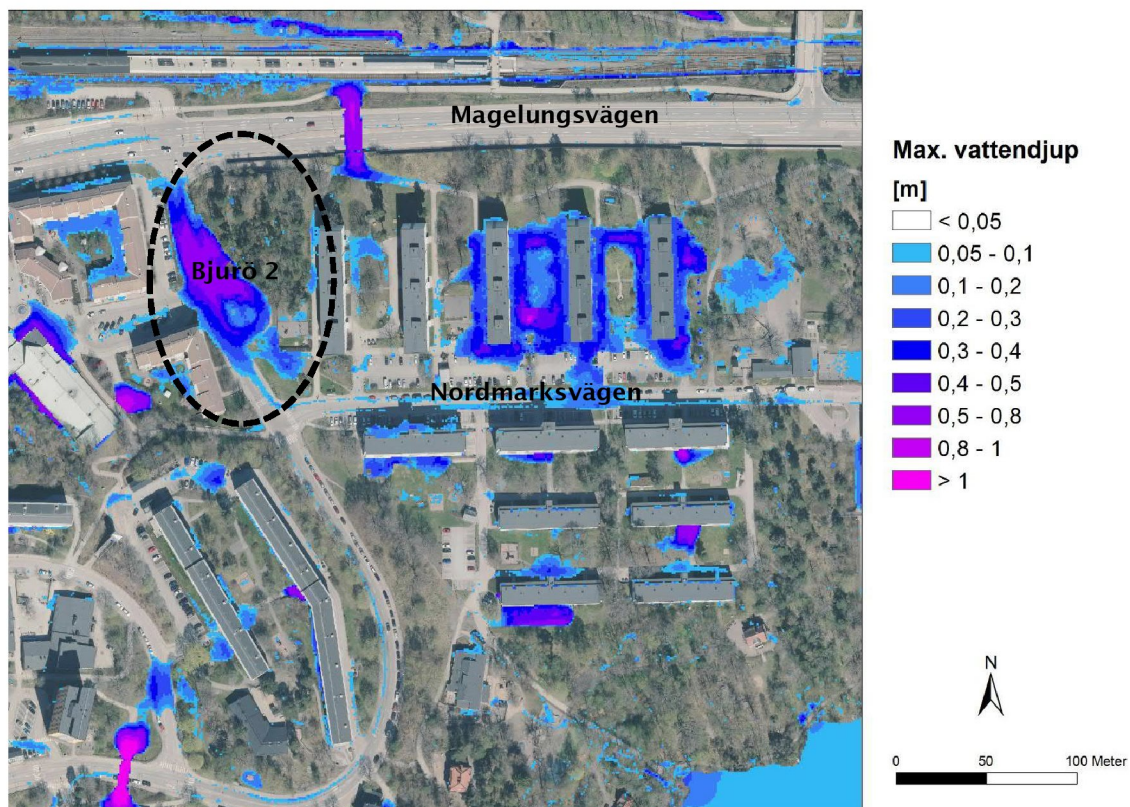 Magelungsvägen
Bjurö 2
Nordmarksvägen
Max. vattendjup
[m]
< 0,05
0,05 - 0,1
0,1 - 0,2
0,2 - 0,3
0,3 - 0,4
0,4 - 0,5
0,5 - 0,8
0,8 - 1
> 1
N
0 50 100 Meter